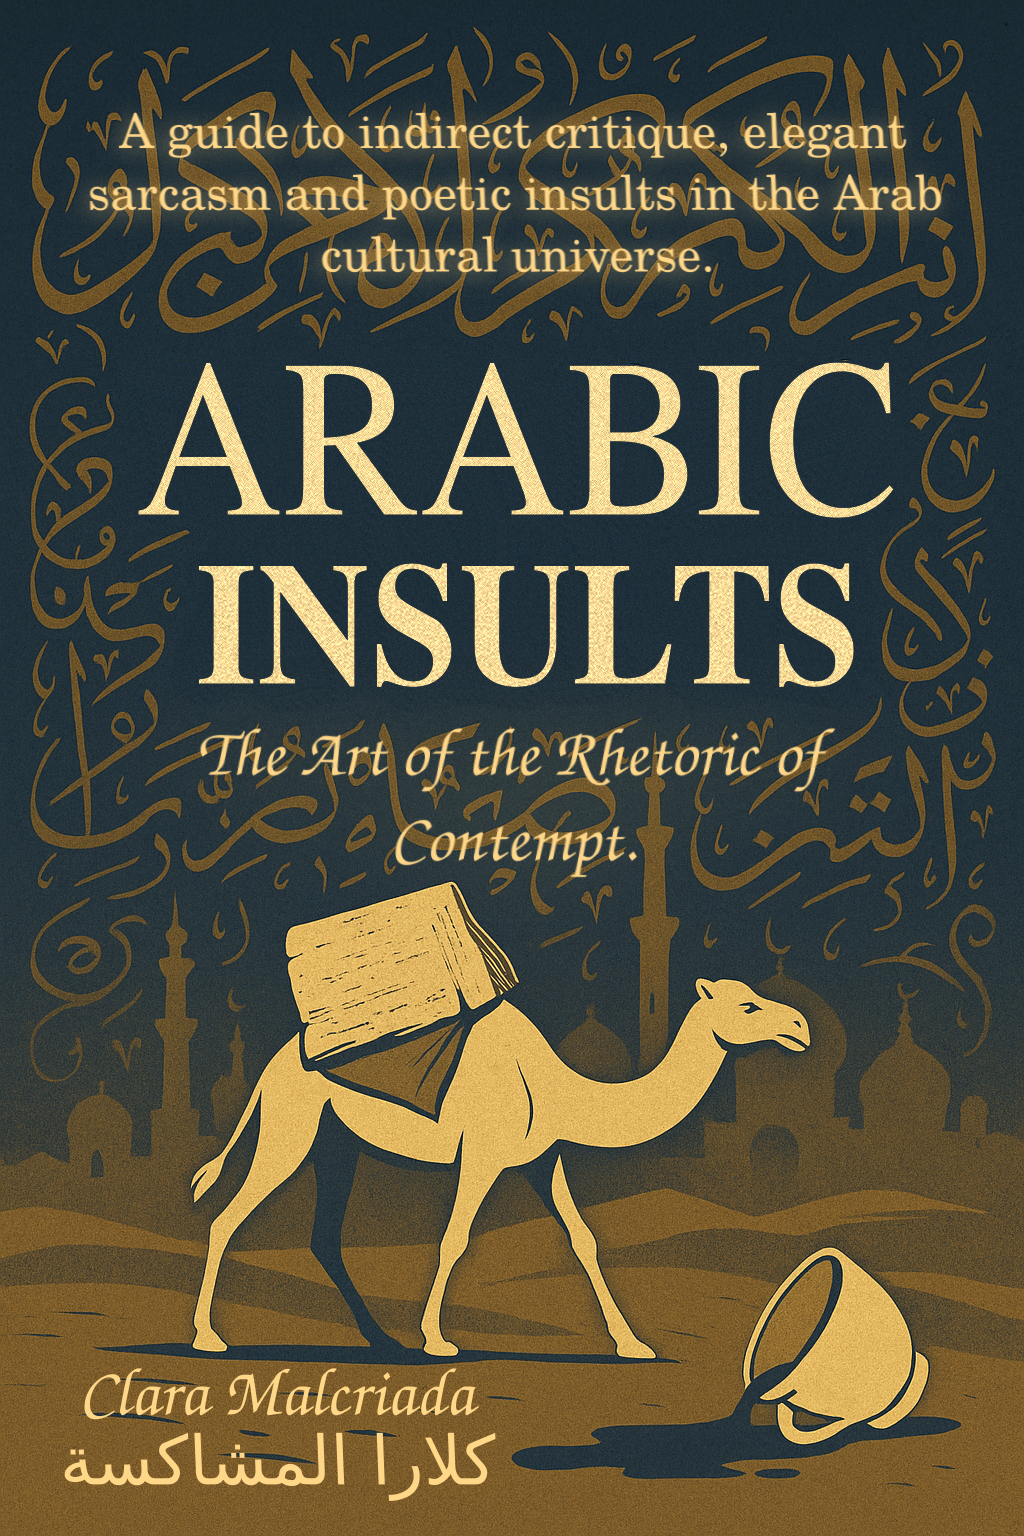 A guide to indirect critique, elegant
sarcasm and poetic insults in the Arab
cultural universe.
ARABIC
INSULTS
The Art of the Rhetoric of
Contempt.
Clara Malcriada
كلارا المشاكسة